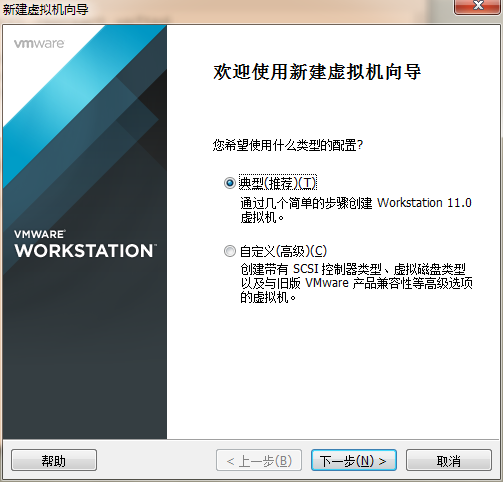 新建虚拟机向导
vmware
欢迎使用新建虚拟机向导
您希望使用什么类型的配置?
典型(推荐)(T)
通过几个简单的步骤创建 Workstation 11.0
虚拟机。
VMWARE
WORKSTATION™
自定义(高级)(C)
创建带有 SCSI 控制器类型、虚拟磁盘类型
以及与旧版 VMware 产品兼容性等高级选项
的虚拟机。
帮助
< 上一步(B)
下一步(N) >
取消